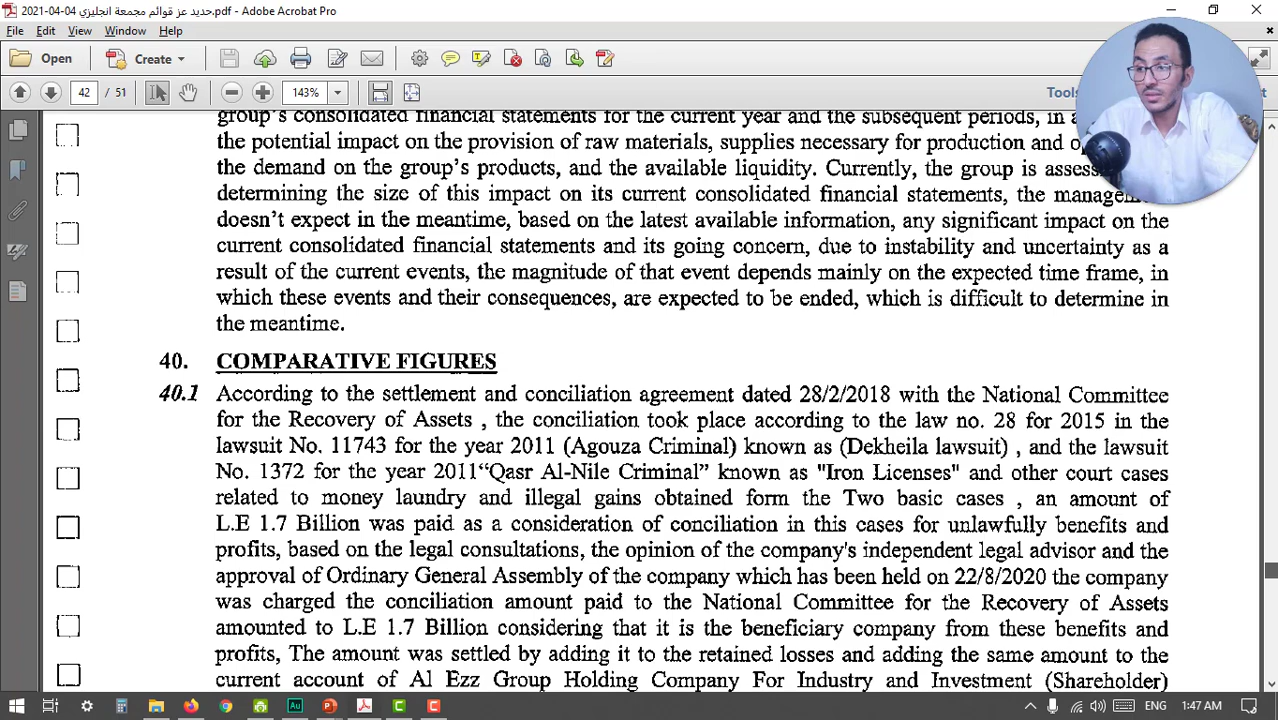 حديد عز قوائم مجمعة انجليزي 2021-04-04.pdf - Adobe Acrobat Pro
File Edit View Window Help
Open Create
42 / 51 143% Tools
group's consolidated financial statements for the current year and the subsequent periods, in
the potential impact on the provision of raw materials, supplies necessary for production and
the demand on the group's products, and the available liquidity. Currently, the group is
determining the size of this impact on its current consolidated financial statements, the
doesn't expect in the meantime, based on the latest available information, any significant impact on the
current consolidated financial statements and its going concern, due to instability and uncertainty as a
result of the current events, the magnitude of that event depends mainly on the expected time frame, in
which these events and their consequences, are expected to be ended, which is difficult to determine in
the meantime.
40. COMPARATIVE FIGURES
40.1 According to the settlement and conciliation agreement dated 28/2/2018 with the National Committee
for the Recovery of Assets , the conciliation took place according to the law no. 28 for 2015 in the
lawsuit No. 11743 for the year 2011 (Agouza Criminal) known as (Dekheila lawsuit) , and the lawsuit
No. 1372 for the year 2011“Qasr Al-Nile Criminal” known as "Iron Licenses" and other court cases
related to money laundry and illegal gains obtained form the Two basic cases , an amount of
L.E 1.7 Billion was paid as a consideration of conciliation in this cases for unlawfully benefits and
profits, based on the legal consultations, the opinion of the company's independent legal advisor and the
approval of Ordinary General Assembly of the company which has been held on 22/8/2020 the company
was charged the conciliation amount paid to the National Committee for the Recovery of Assets
amounted to L.E 1.7 Billion considering that it is the beneficiary company from these benefits and
profits, The amount was settled by adding it to the retained losses and adding the same amount to the
current account of Al Ezz Group Holding Company For Industry and Investment (Shareholder)
ENG 1:47 AM